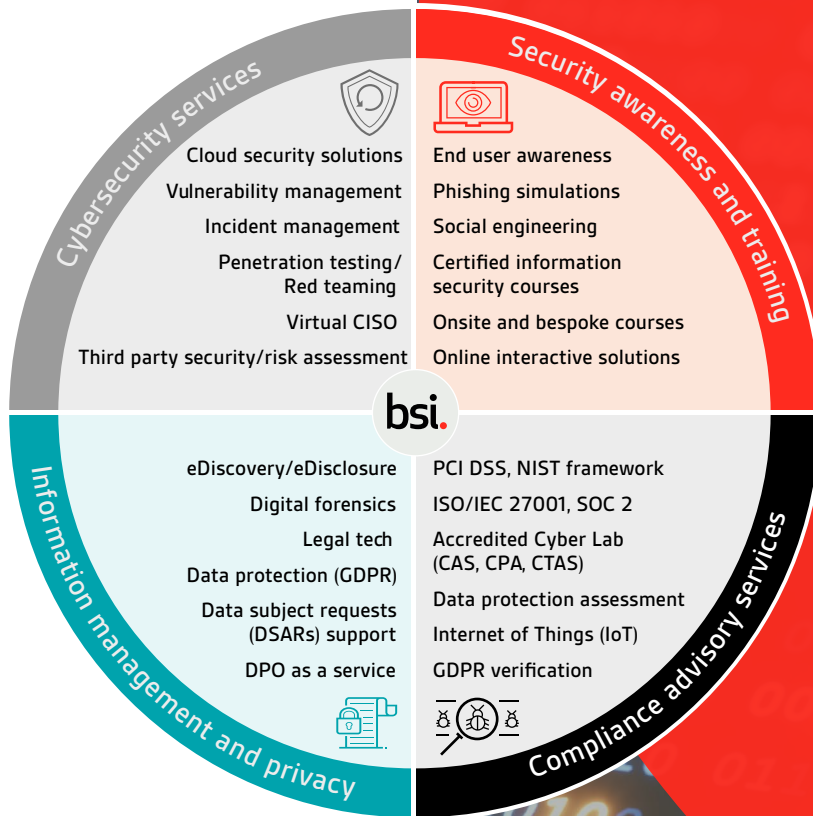 Cybersecurity services
Cloud security solutions
Vulnerability management
Incident management
Penetration testing/
Red teaming
Virtual CISO
Third party security/risk assessment
Security awareness and training
End user awareness
Phishing simulations
Social engineering
Certified information
security courses
Onsite and bespoke courses
Online interactive solutions
bsi.
Information management and privacy
eDiscovery/eDisclosure
Digital forensics
Legal tech
Data protection (GDPR)
Data subject requests
(DSARs) support
DPO as a service
Compliance advisory services
PCI DSS, NIST framework
ISO/IEC 27001, SOC 2
Accredited Cyber Lab
(CAS, CPA, CTAS)
Data protection assessment
Internet of Things (IoT)
GDPR verification